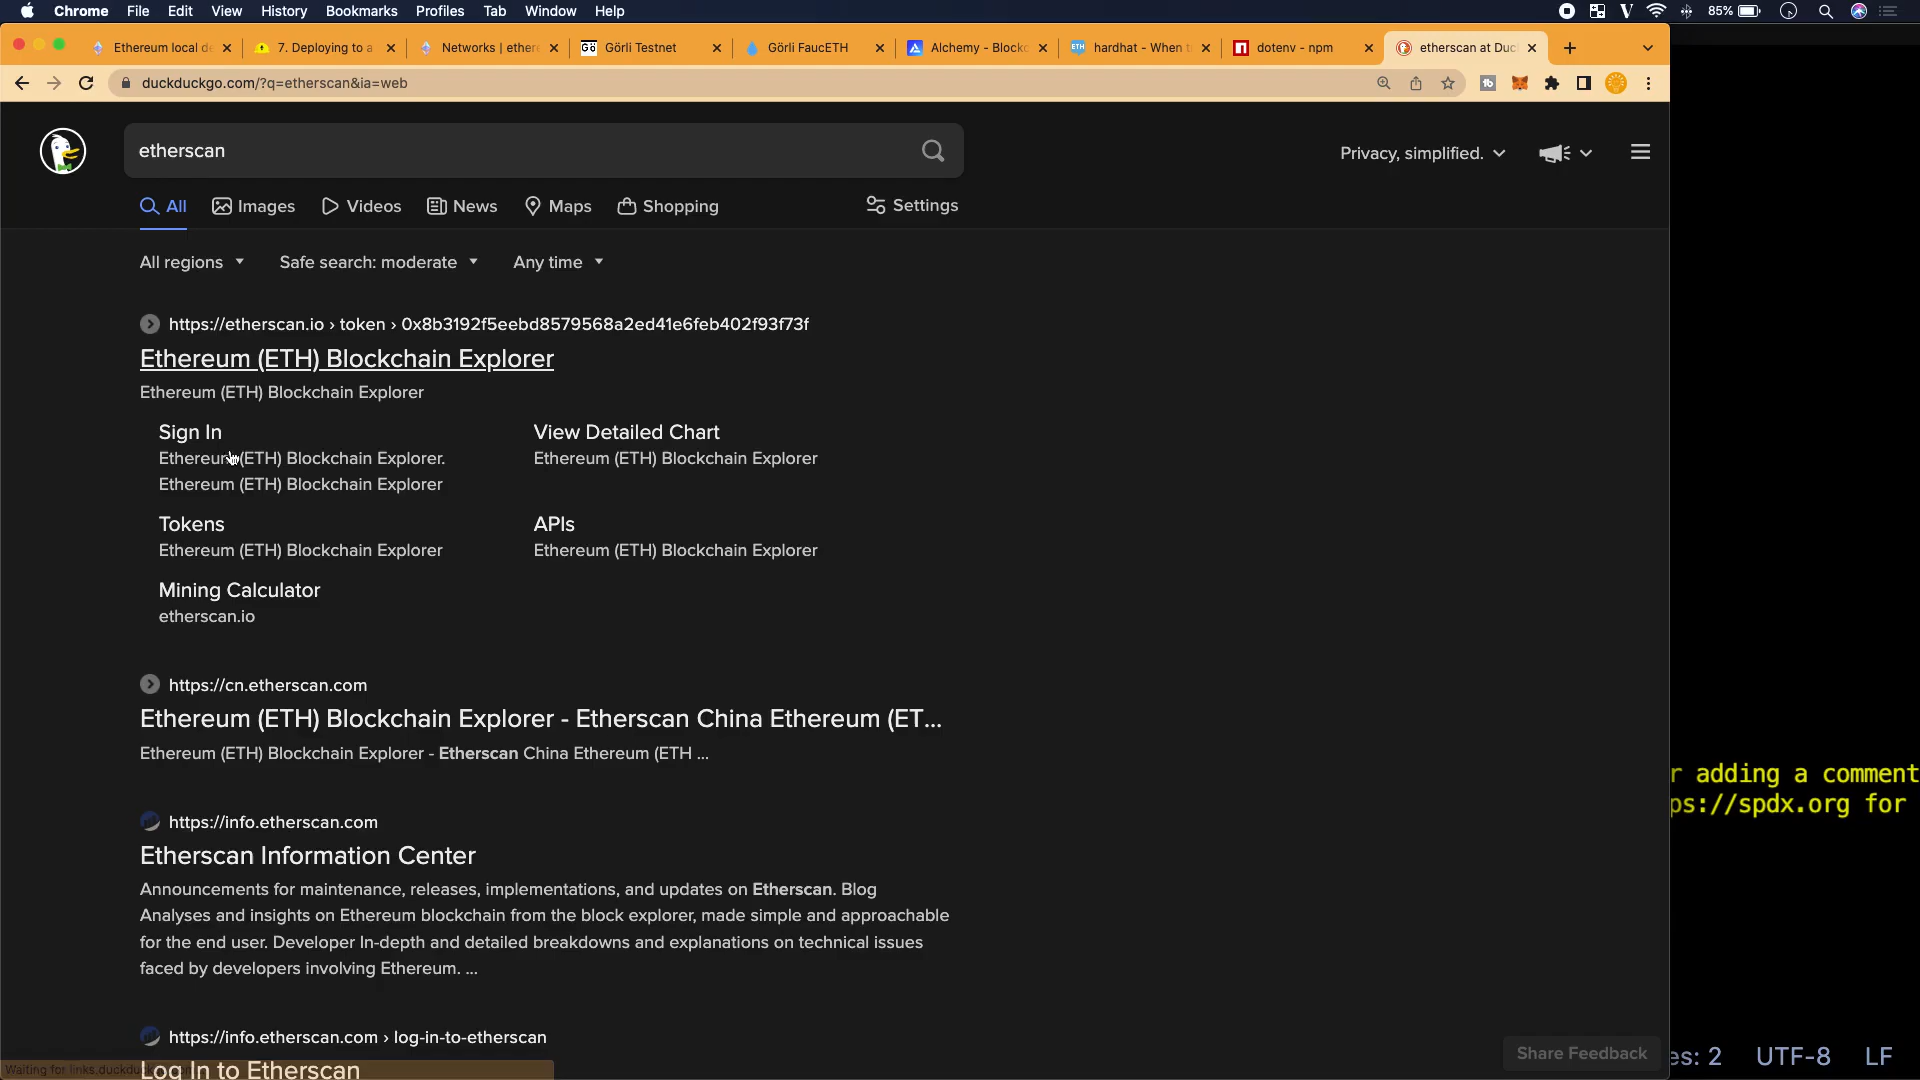 Chrome File Edit View History Bookmarks Profiles Tab Window Help 85%
Ethereum local de 7. Deploying to a Networks | ethere Görli Testnet Görli FaucETH Alchemy - Blockc hardhat - When t dotenv - npm etherscan at Duc
duckduckgo.com/?q=etherscan&ia=web
etherscan
Privacy, simplified.
All Images Videos News Maps Shopping Settings
All regions Safe search: moderate Any time
https://etherscan.io › token › 0x8b3192f5eebd8579568a2ed41e6feb402f93f73f
Ethereum (ETH) Blockchain Explorer
Ethereum (ETH) Blockchain Explorer
Sign In
Ethereum (ETH) Blockchain Explorer.
Ethereum (ETH) Blockchain Explorer
View Detailed Chart
Ethereum (ETH) Blockchain Explorer
Tokens
Ethereum (ETH) Blockchain Explorer
APIs
Ethereum (ETH) Blockchain Explorer
Mining Calculator
etherscan.io
https://cn.etherscan.com
Ethereum (ETH) Blockchain Explorer - Etherscan China Ethereum (ET...
Ethereum (ETH) Blockchain Explorer - Etherscan China Ethereum (ETH ...
https://info.etherscan.com
Etherscan Information Center
Announcements for maintenance, releases, implementations, and updates on Etherscan. Blog
Analyses and insights on Ethereum blockchain from the block explorer, made simple and approachable
for the end user. Developer In-depth and detailed breakdowns and explanations on technical issues
faced by developers involving Ethereum. ...
https://info.etherscan.com › log-in-to-etherscan
Log In to Etherscan
Waiting for links.duckduck
Share Feedback
r adding a comment
ps://spdx.org for
es: 2 UTF-8 LF